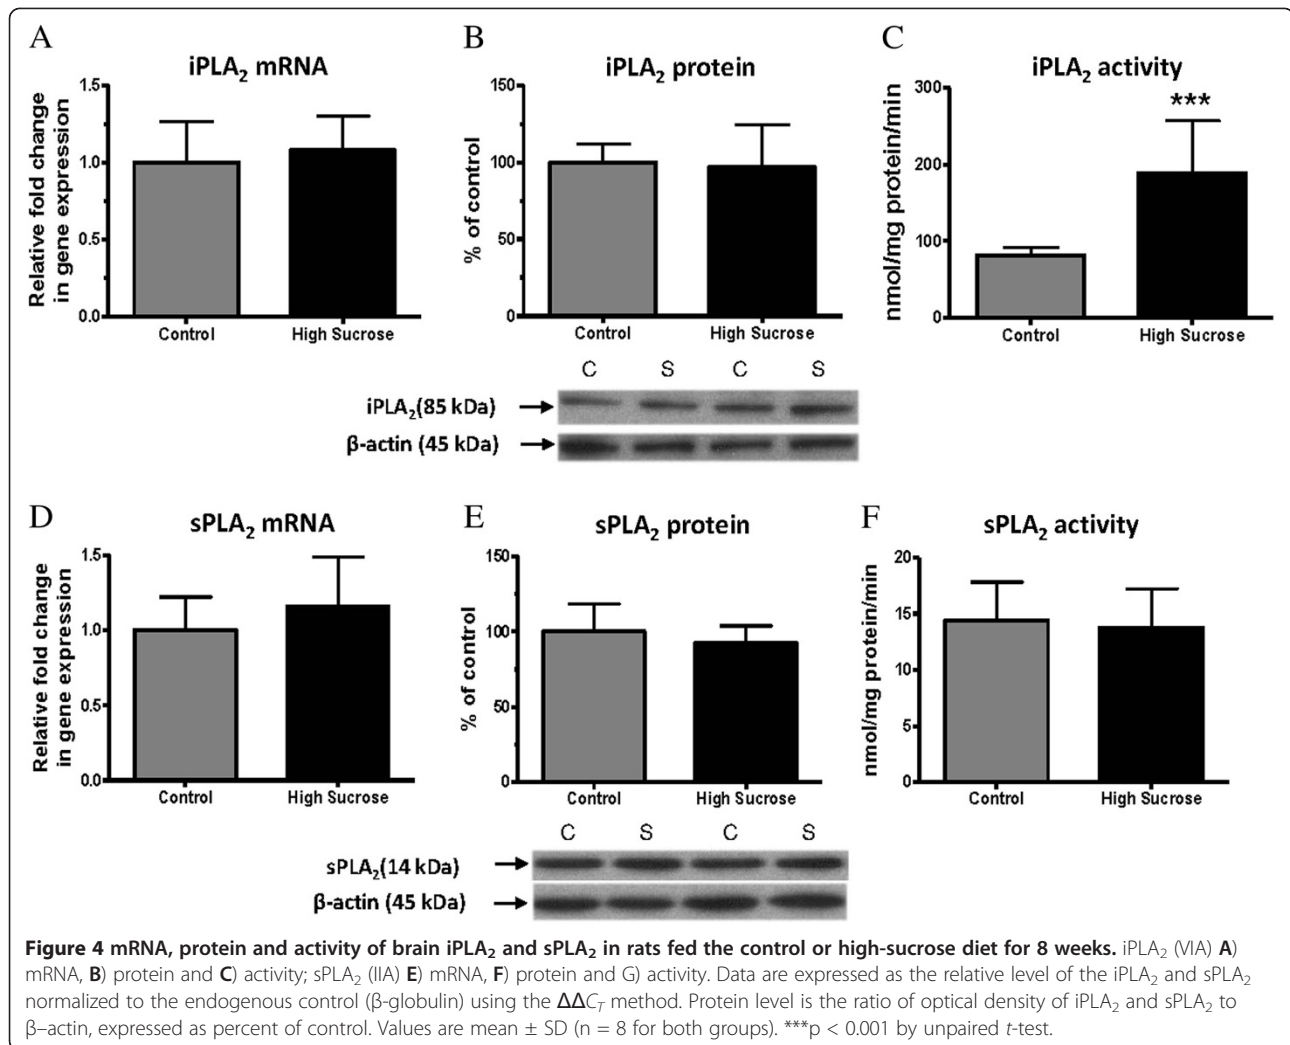 A
iPLA₂ mRNA
Relative fold change
in gene expression
1.5
1.0
0.5
0.0
Control
High Sucrose
B
iPLA₂ protein
% of control
150
100
50
0
Control
High Sucrose
C
iPLA₂ activity
nmol/mg protein/min
300
200
100
0
***
Control
High Sucrose
C S C S
iPLA₂(85 kDa)
β-actin (45 kDa)
D
sPLA₂ mRNA
Relative fold change
in gene expression
1.5
1.0
0.5
0.0
Control
High Sucrose
E
sPLA₂ protein
% of control
150
100
50
0
Control
High Sucrose
F
sPLA₂ activity
nmol/mg protein/min
20
15
10
5
0
Control
High Sucrose
C S C S
sPLA₂(14 kDa)
β-actin (45 kDa)
Figure 4 mRNA, protein and activity of brain iPLA₂ and sPLA₂ in rats fed the control or high-sucrose diet for 8 weeks. iPLA₂ (VIA) A)
mRNA, B) protein and C) activity; sPLA₂ (IIA) E) mRNA, F) protein and G) activity. Data are expressed as the relative level of the iPLA₂ and sPLA₂
normalized to the endogenous control (β-globulin) using the ΔΔC_T method. Protein level is the ratio of optical density of iPLA₂ and sPLA₂ to
β–actin, expressed as percent of control. Values are mean ± SD (n = 8 for both groups). ***p < 0.001 by unpaired t-test.